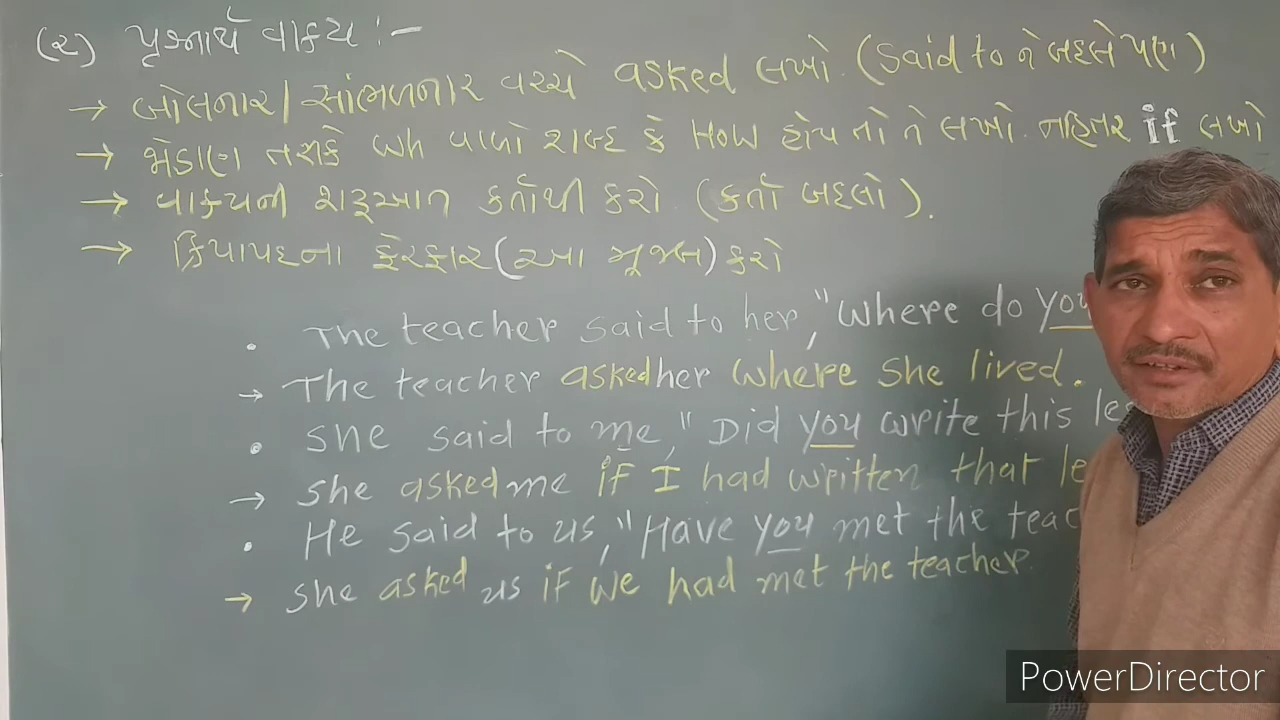 (૨) પ્રશ્નાર્થ વાક્ય :-
→ બોલનાર/સાંભળનાર વચ્ચે asked લખો. (said to ને બદલે પણ)
→ જોડાણ તરીકે wh વાળો શબ્દ કે How હોય તો તે લખો. નહિતર if લખો
→ વાક્યની શરૂઆત કર્તાથી કરો. (કર્તા બદલો).
→ ક્રિયાપદના ફેરફાર (આ મૂજબ) કરો
• The teacher said to her, "Where do you
→ The teacher asked her where she lived.
• She said to me, "Did you write this
→ She asked me if I had written that
• He said to us, "Have you met the
→ She asked us if we had met the teacher.
PowerDirector